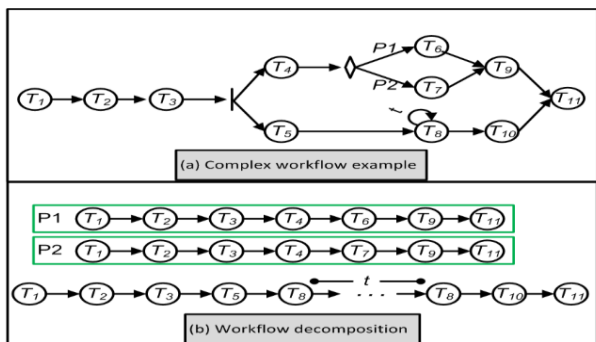 P1 T6
T4 T9
P2 T7
T1 T2 T3 T11
t
T5 T8 T10
(a) Complex workflow example
P1 T1 T2 T3 T4 T6 T9 T11
P2 T1 T2 T3 T4 T7 T9 T11
t
T1 T2 T3 T5 T8 ... T8 T10 T11
(b) Workflow decomposition